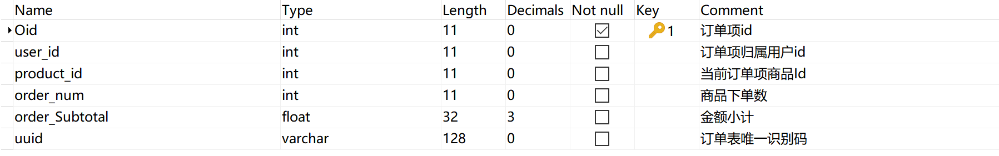 Name Type Length Decimals Not null Key Comment
Oid int 11 0 1 订单项id
user_id int 11 0 订单项归属用户id
product_id int 11 0 当前订单项商品Id
order_num int 11 0 商品下单数
order_Subtotal float 32 3 金额小计
uuid varchar 128 0 订单表唯一识别码